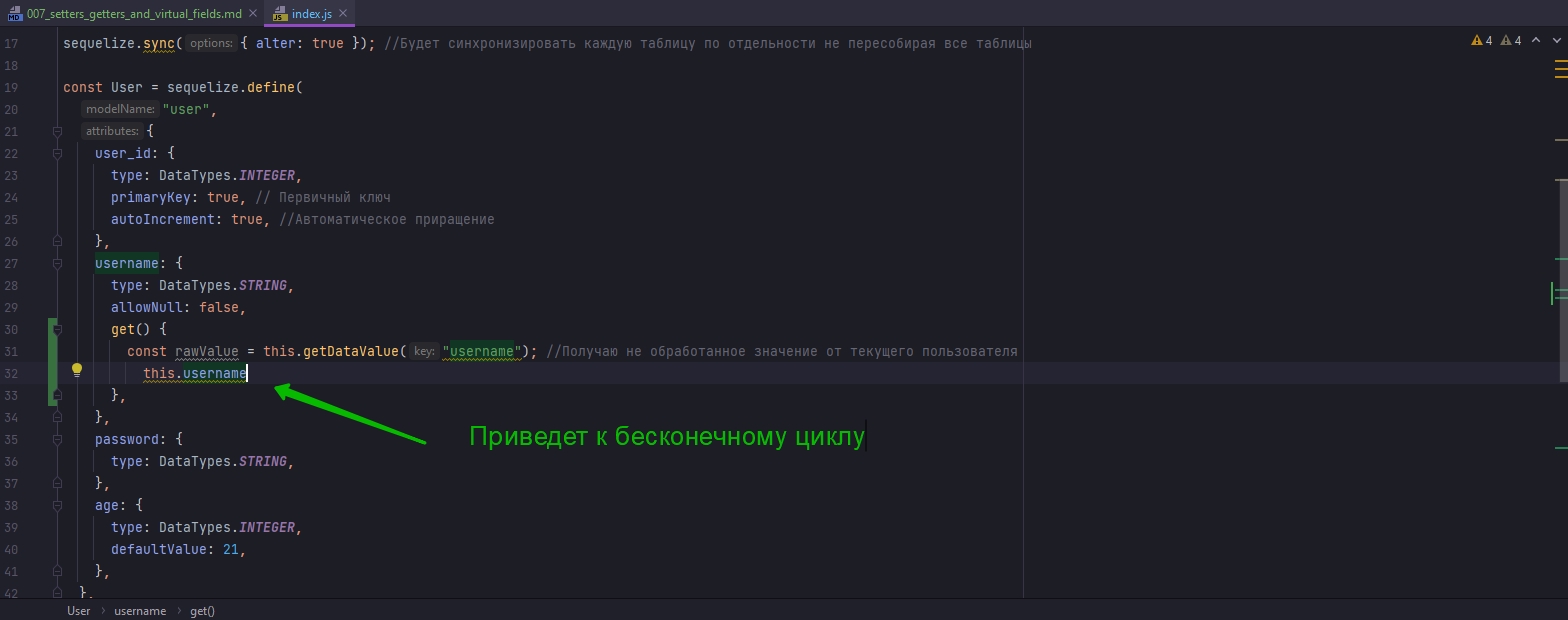 007_setters_getters_and_virtual_fields.md
index.js
17 sequelize.sync( options: { alter: true }); //Будет синхронизировать каждую таблицу по отдельности не пересобирая все таблицы
4 4
18
19 const User = sequelize.define(
20 modelName: "user",
21 attributes: {
22 user_id: {
23 type: DataTypes.INTEGER,
24 primaryKey: true, // Первичный ключ
25 autoIncrement: true, //Автоматическое приращение
26 },
27 username: {
28 type: DataTypes.STRING,
29 allowNull: false,
30 get() {
31 const rawValue = this.getDataValue( key: "username"); //Получаю не обработанное значение от текущего пользователя
32 this.username
33 },
34 },
Приведет к бесконечному циклу
35 password: {
36 type: DataTypes.STRING,
37 },
38 age: {
39 type: DataTypes.INTEGER,
40 defaultValue: 21,
41 },
42 },
User > username > get()